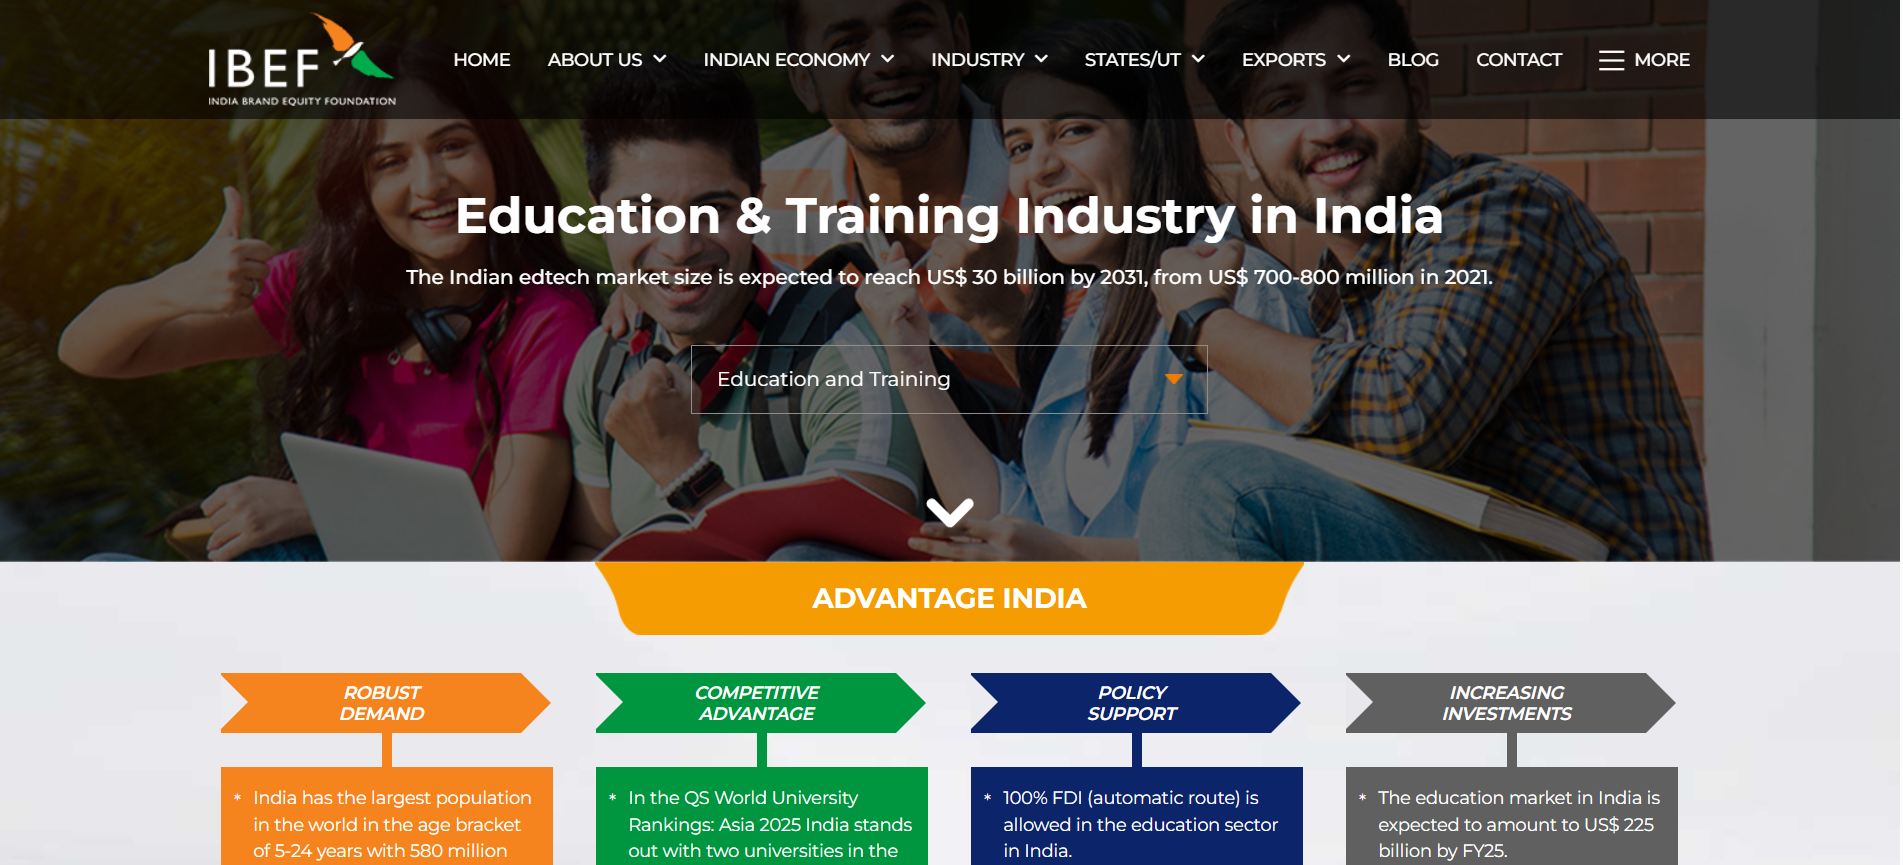 IBEF
INDIA BRAND EQUITY FOUNDATION
HOME
ABOUT US
INDIAN ECONOMY
INDUSTRY
STATES/UT
EXPORTS
BLOG
CONTACT
MORE
Education & Training Industry in India
The Indian edtech market size is expected to reach US$ 30 billion by 2031, from US$ 700-800 million in 2021.
Education and Training
ADVANTAGE INDIA
ROBUST
DEMAND
* India has the largest population
in the world in the age bracket
of 5-24 years with 580 million
COMPETITIVE
ADVANTAGE
* In the QS World University
Rankings: Asia 2025 India stands
out with two universities in the
POLICY
SUPPORT
* 100% FDI (automatic route) is
allowed in the education sector
in India.
INCREASING
INVESTMENTS
* The education market in India is
expected to amount to US$ 225
billion by FY25.